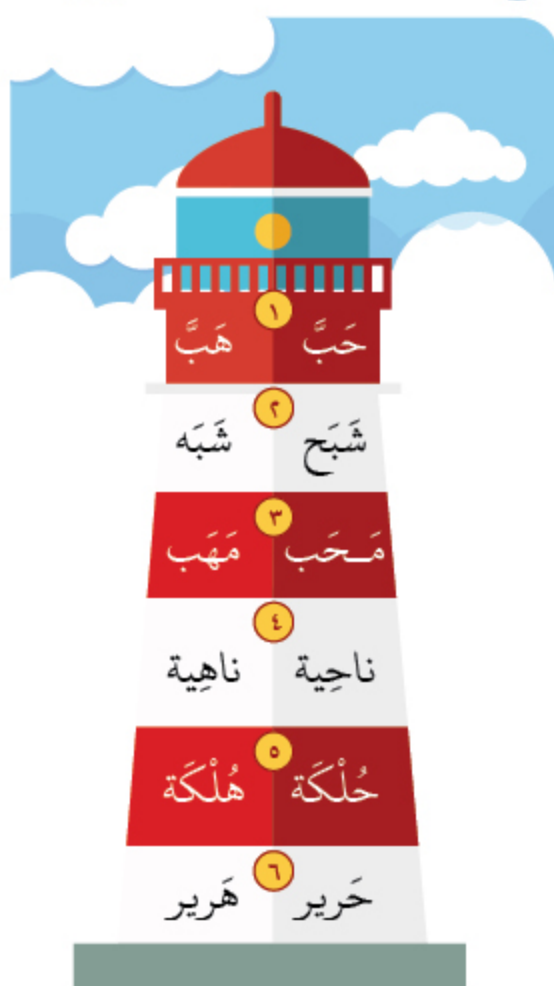 ١
حَبَّ هَبَّ
٢
شَبَح شَبَه
٣
مَـحَب مَهَب
٤
ناحِية ناهِية
٥
حُلْكَة هُلْكَة
٦
حَرير هَرير